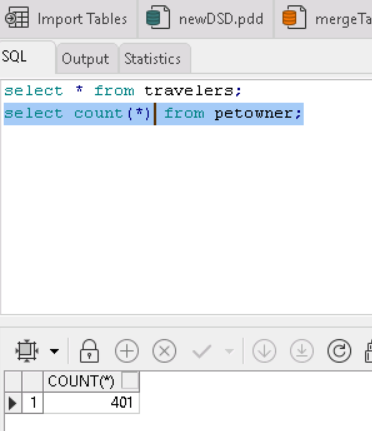 Import Tables newDSD.pdd mergeTa
SQL Output Statistics
select * from travelers;
select count(*) from petowner;
COUNT(*)
1 401